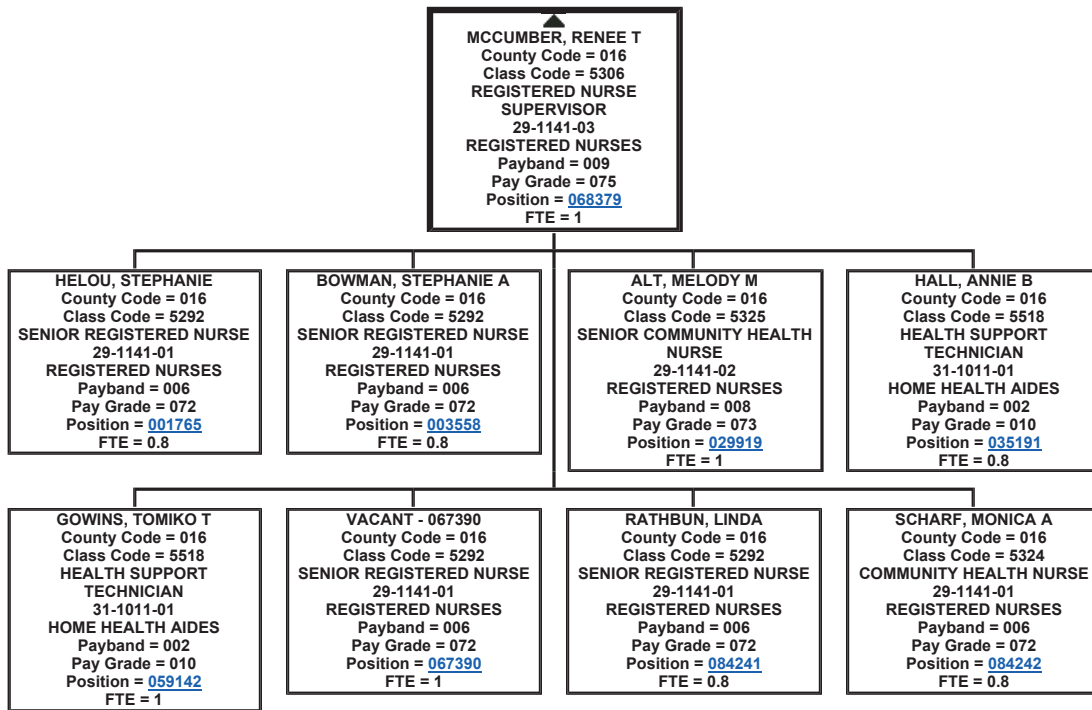 MCCUMBER, RENEE T
County Code = 016
Class Code = 5306
REGISTERED NURSE
SUPERVISOR
29-1141-03
REGISTERED NURSES
Payband = 009
Pay Grade = 075
Position = 068379
FTE = 1
HELOU, STEPHANIE
County Code = 016
Class Code = 5292
SENIOR REGISTERED NURSE
29-1141-01
REGISTERED NURSES
Payband = 006
Pay Grade = 072
Position = 001765
FTE = 0.8
BOWMAN, STEPHANIE A
County Code = 016
Class Code = 5292
SENIOR REGISTERED NURSE
29-1141-01
REGISTERED NURSES
Payband = 006
Pay Grade = 072
Position = 003558
FTE = 0.8
ALT, MELODY M
County Code = 016
Class Code = 5325
SENIOR COMMUNITY HEALTH
NURSE
29-1141-02
REGISTERED NURSES
Payband = 008
Pay Grade = 073
Position = 029919
FTE = 1
HALL, ANNIE B
County Code = 016
Class Code = 5518
HEALTH SUPPORT
TECHNICIAN
31-1011-01
HOME HEALTH AIDES
Payband = 002
Pay Grade = 010
Position = 035191
FTE = 0.8
GOWINS, TOMIKO T
County Code = 016
Class Code = 5518
HEALTH SUPPORT
TECHNICIAN
31-1011-01
HOME HEALTH AIDES
Payband = 002
Pay Grade = 010
Position = 059142
FTE = 1
VACANT - 067390
County Code = 016
Class Code = 5292
SENIOR REGISTERED NURSE
29-1141-01
REGISTERED NURSES
Payband = 006
Pay Grade = 072
Position = 067390
FTE = 1
RATHBUN, LINDA
County Code = 016
Class Code = 5292
SENIOR REGISTERED NURSE
29-1141-01
REGISTERED NURSES
Payband = 006
Pay Grade = 072
Position = 084241
FTE = 0.8
SCHARF, MONICA A
County Code = 016
Class Code = 5324
COMMUNITY HEALTH NURSE
29-1141-01
REGISTERED NURSES
Payband = 006
Pay Grade = 072
Position = 084242
FTE = 0.8